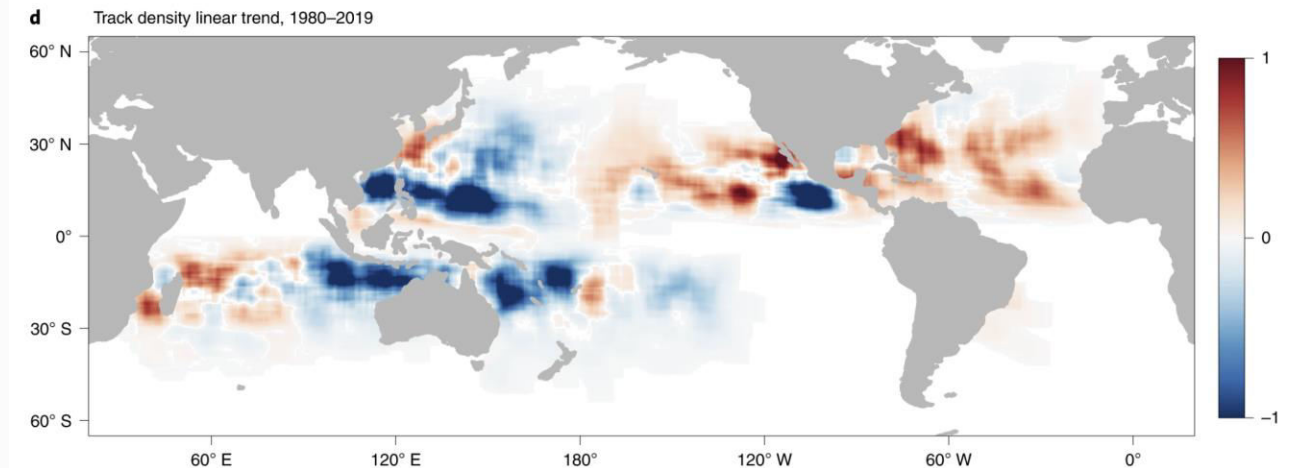 d Track density linear trend, 1980–2019
60° N
30° N
0°
30° S
60° S
60° E 120° E 180° 120° W 60° W 0°
1
0
–1